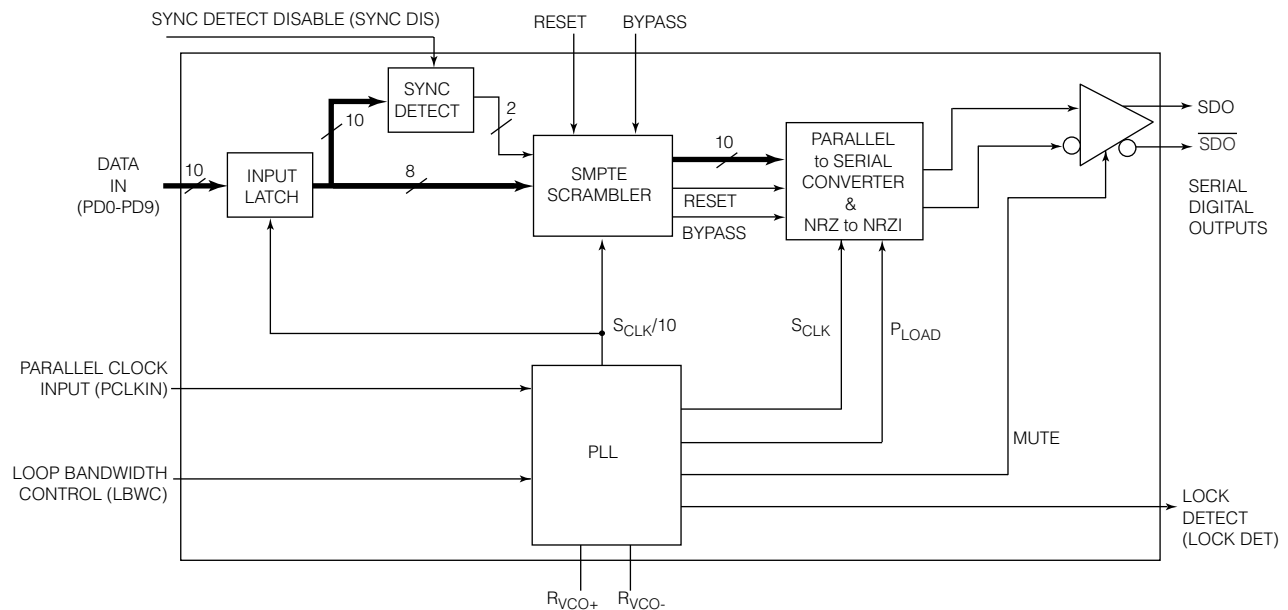 SYNC DETECT DISABLE (SYNC DIS)
RESET
BYPASS
SYNC
DETECT
2
10
SDO
SDO
DATA
IN
(PD0-PD9)
10
INPUT
LATCH
8
SMPTE
SCRAMBLER
10
RESET
BYPASS
PARALLEL
to SERIAL
CONVERTER
&
NRZ to NRZI
SERIAL
DIGITAL
OUTPUTS
SCLK/10
SCLK
PLOAD
PARALLEL CLOCK
INPUT (PCLKIN)
PLL
MUTE
LOOP BANDWIDTH
CONTROL (LBWC)
LOCK
DETECT
(LOCK DET)
RVCO+
RVCO-